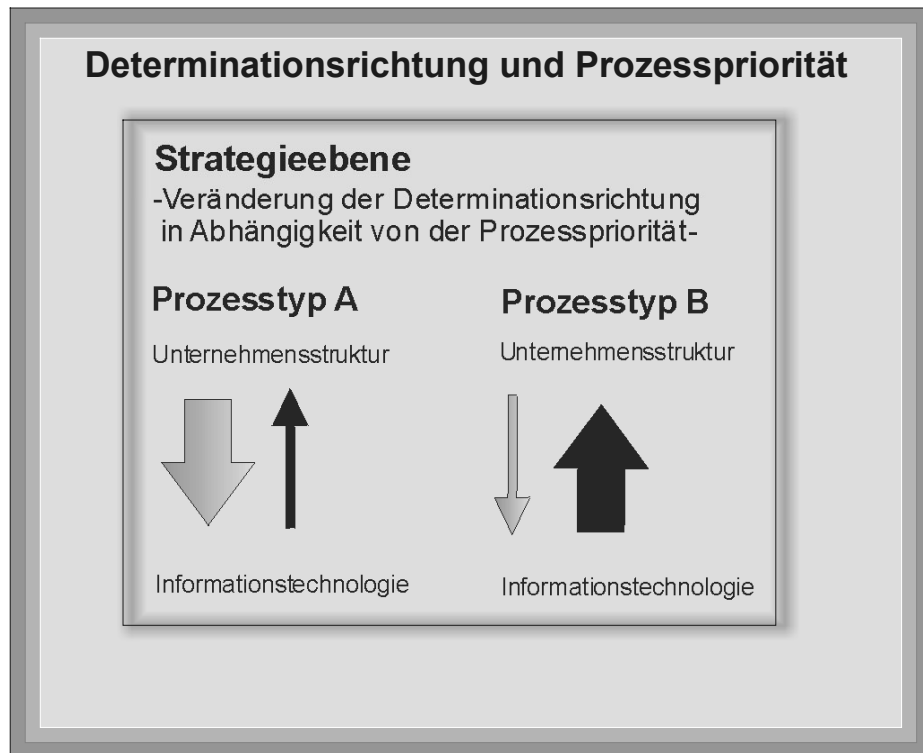 Determinationsrichtung und Prozesspriorität
Strategieebene
-Veränderung der Determinationsrichtung
in Abhängigkeit von der Prozesspriorität-
Prozesstyp A
Prozesstyp B
Unternehmensstruktur
Unternehmensstruktur
Informationstechnologie
Informationstechnologie